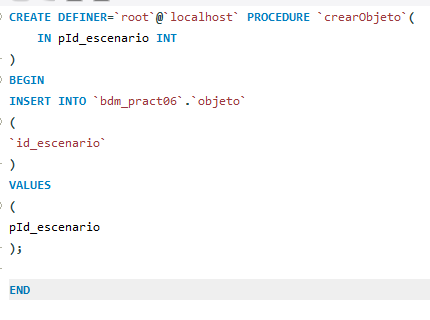 CREATE DEFINER=`root`@`localhost` PROCEDURE `crearObjeto`(
    IN pId_escenario INT
)
BEGIN
INSERT INTO `bdm_pract06`.`objeto`
(
`id_escenario`
)
VALUES
(
pId_escenario
);
END